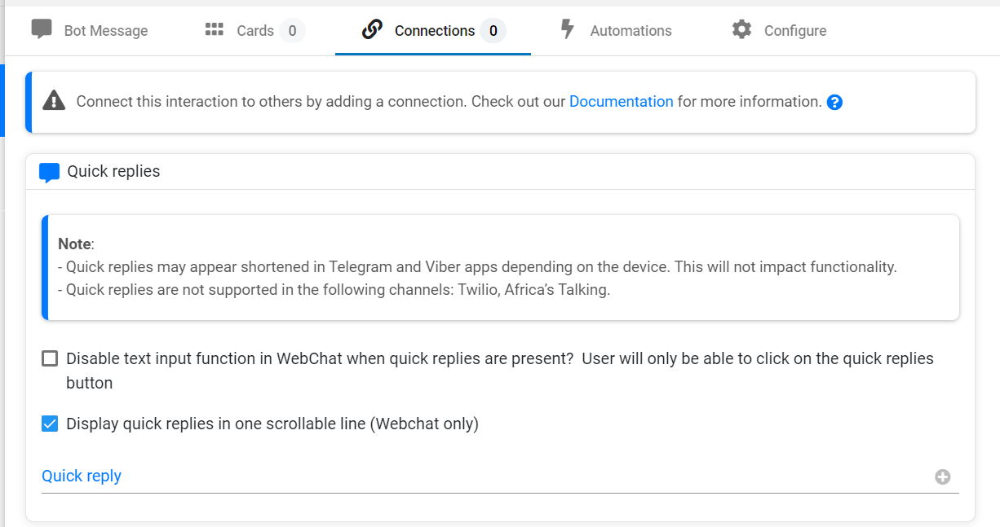 Bot Message Cards 0 Connections 0 Automations Configure
Connect this interaction to others by adding a connection. Check out our Documentation for more information.
Quick replies
Note:
- Quick replies may appear shortened in Telegram and Viber apps depending on the device. This will not impact functionality.
- Quick replies are not supported in the following channels: Twilio, Africa’s Talking.
Disable text input function in WebChat when quick replies are present?  User will only be able to click on the quick replies
button
Display quick replies in one scrollable line (Webchat only)
Quick reply